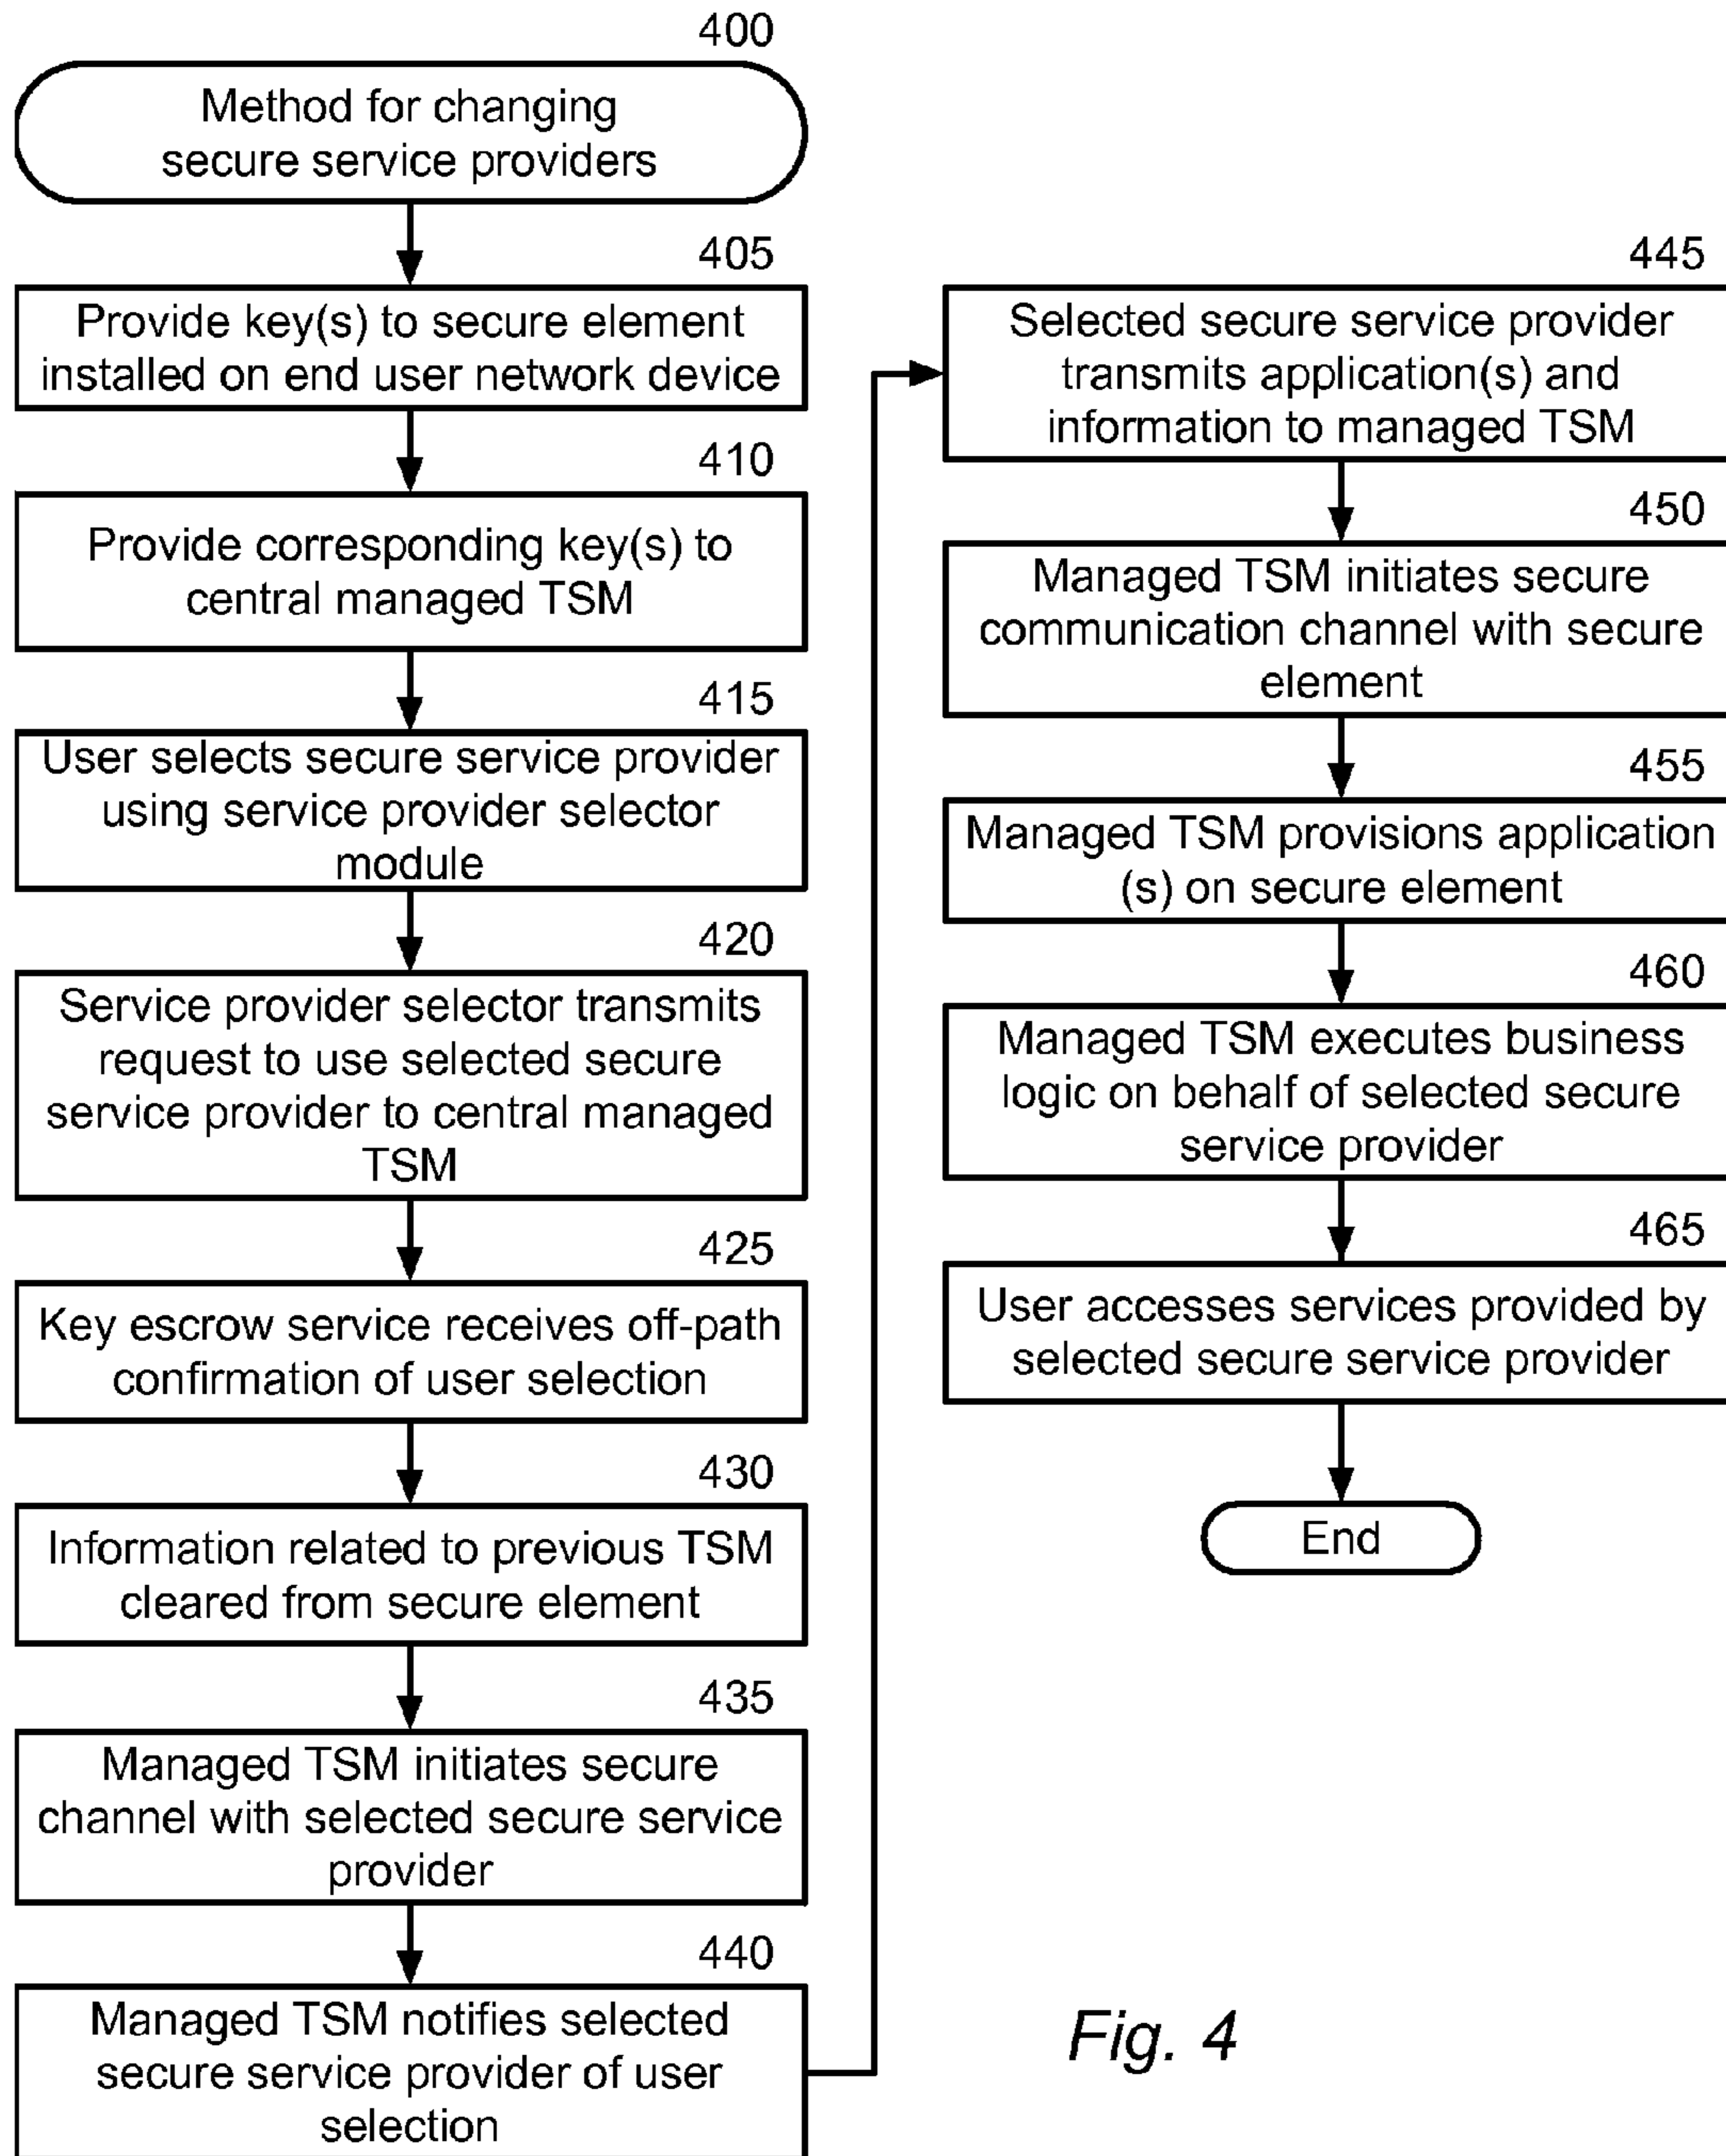 400
Method for changing
secure service providers
405
Provide key(s) to secure element
installed on end user network device
410
Provide corresponding key(s) to
central managed TSM
415
User selects secure service provider
using service provider selector
module
420
Service provider selector transmits
request to use selected secure
service provider to central managed
TSM
425
Key escrow service receives off-path
confirmation of user selection
430
Information related to previous TSM
cleared from secure element
435
Managed TSM initiates secure
channel with selected secure service
provider
440
Managed TSM notifies selected
secure service provider of user
selection
445
Selected secure service provider
transmits application(s) and
information to managed TSM
450
Managed TSM initiates secure
communication channel with secure
element
455
Managed TSM provisions application
(s) on secure element
460
Managed TSM executes business
logic on behalf of selected secure
service provider
465
User accesses services provided by
selected secure service provider
End
Fig. 4